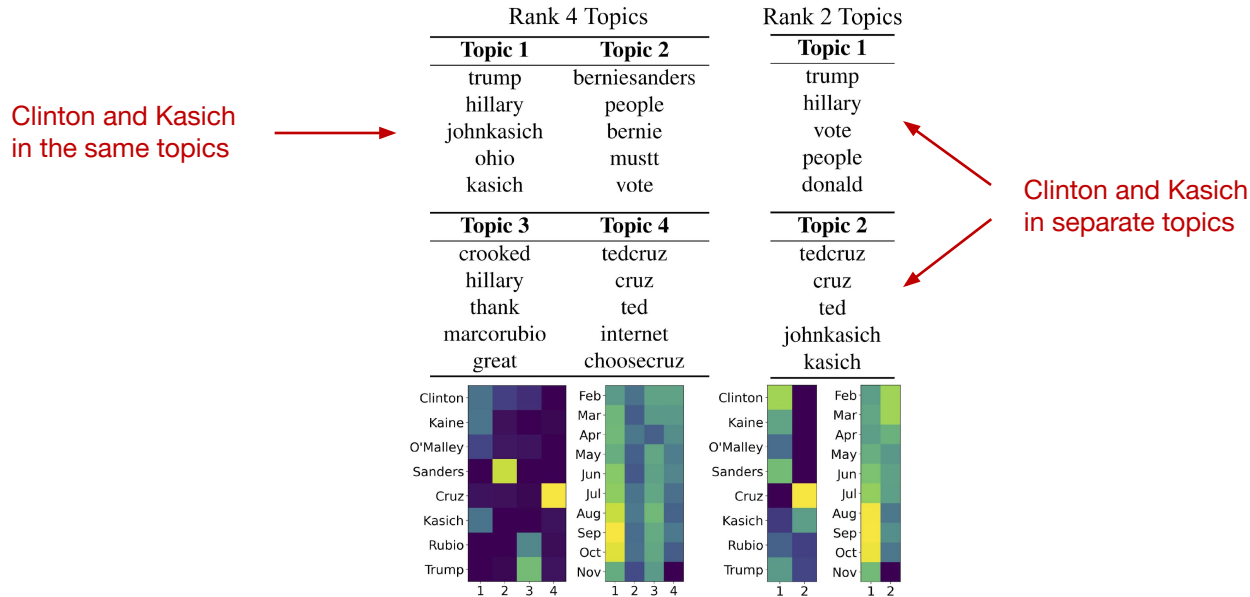 Rank 4 Topics
Rank 2 Topics
Clinton and Kasich
in the same topics
Topic 1 Topic 2
trump berniesanders
hillary people
johnkasich bernie
ohio mustt
kasich vote
Topic 3 Topic 4
crooked tedcruz
hillary cruz
thank ted
marcorubio internet
great choosecruz
Topic 1
trump
hillary
vote
people
donald
Topic 2
tedcruz
cruz
ted
johnkasich
kasich
Clinton and Kasich
in separate topics
Clinton
Kaine
O'Malley
Sanders
Cruz
Kasich
Rubio
Trump
1 2 3 4
Feb
Mar
Apr
May
Jun
Jul
Aug
Sep
Oct
Nov
1 2 3 4
Clinton
Kaine
O'Malley
Sanders
Cruz
Kasich
Rubio
Trump
1 2
Feb
Mar
Apr
May
Jun
Jul
Aug
Sep
Oct
Nov
1 2